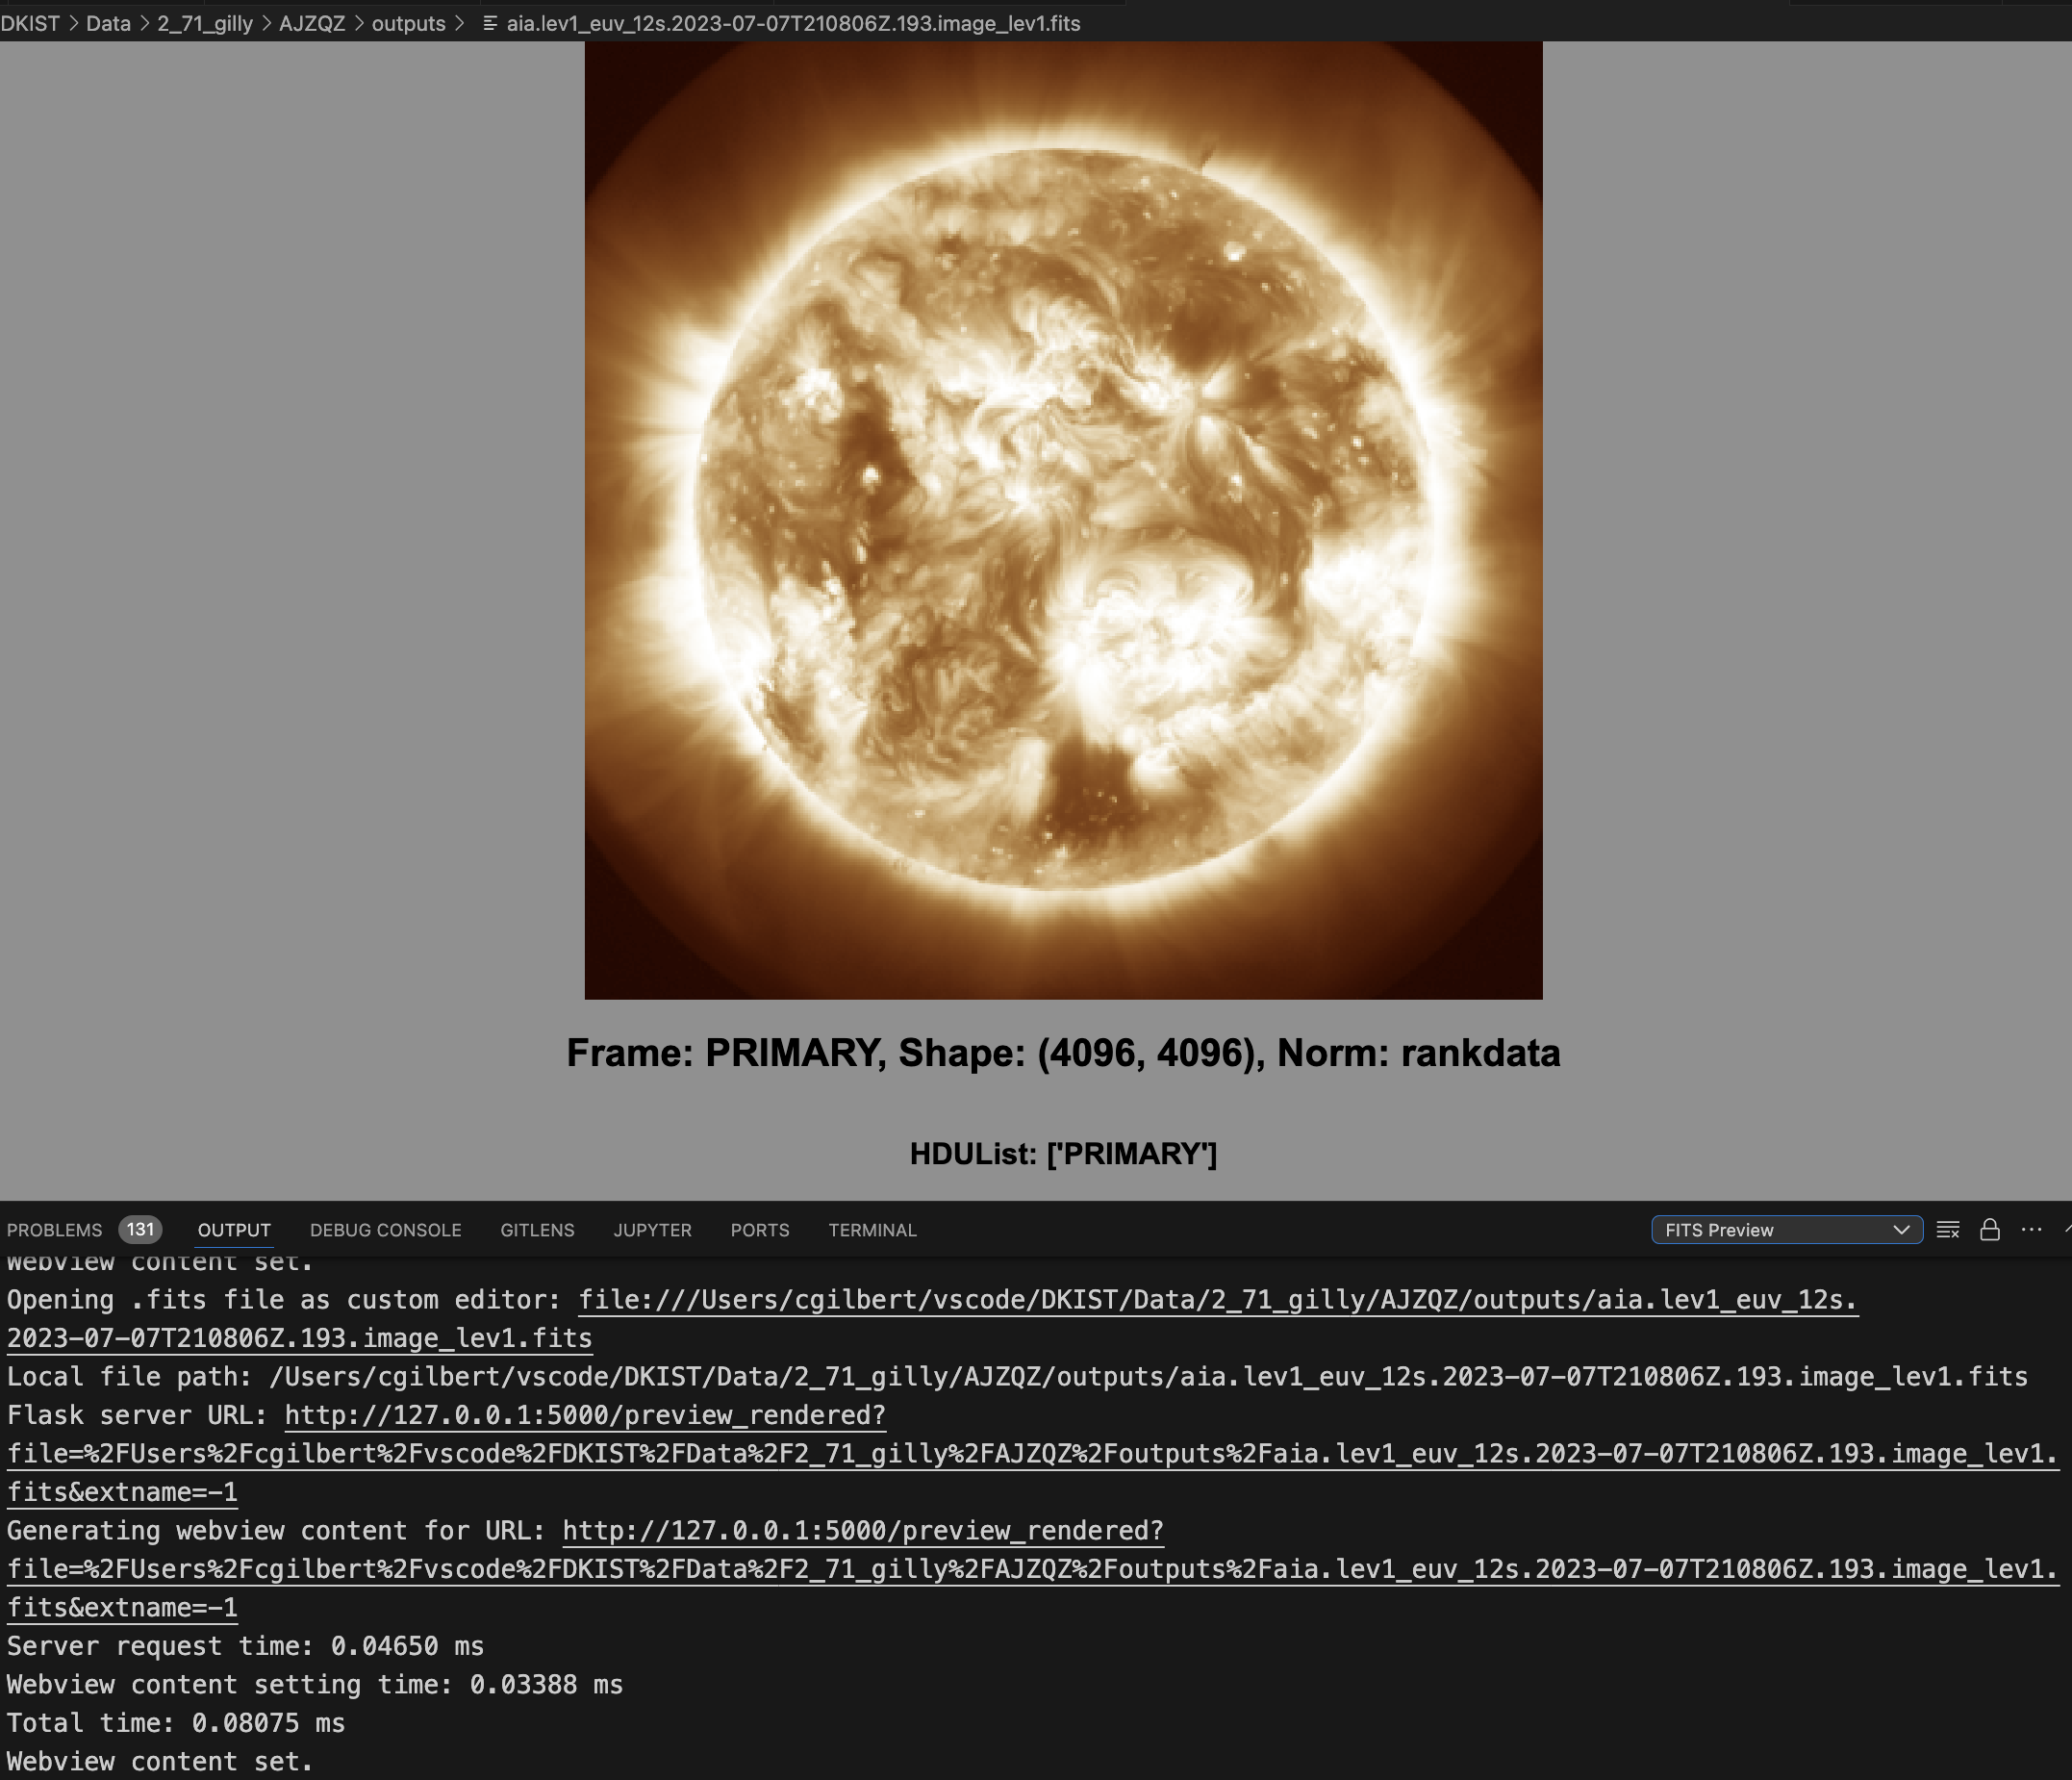 DKIST > Data > 2_71_gilly > AJZQZ > outputs > aia.lev1_euv_12s.2023-07-07T210806Z.193.image_lev1.fits
Frame: PRIMARY, Shape: (4096, 4096), Norm: rankdata
HDUList: ['PRIMARY']
PROBLEMS 131 OUTPUT DEBUG CONSOLE GITLENS JUPYTER PORTS TERMINAL FITS Preview
Webview content set.
Opening .fits file as custom editor: file:///Users/cgilbert/vscode/DKIST/Data/2_71_gilly/AJZQZ/outputs/aia.lev1_euv_12s.
2023-07-07T210806Z.193.image_lev1.fits
Local file path: /Users/cgilbert/vscode/DKIST/Data/2_71_gilly/AJZQZ/outputs/aia.lev1_euv_12s.2023-07-07T210806Z.193.image_lev1.fits
Flask server URL: http://127.0.0.1:5000/preview_rendered?
file=%2FUsers%2Fcgilbert%2Fvscode%2FDKIST%2FData%2F2_71_gilly%2FAJZQZ%2Foutputs%2Faia.lev1_euv_12s.2023-07-07T210806Z.193.image_lev1.
fits&extname=-1
Generating webview content for URL: http://127.0.0.1:5000/preview_rendered?
file=%2FUsers%2Fcgilbert%2Fvscode%2FDKIST%2FData%2F2_71_gilly%2FAJZQZ%2Foutputs%2Faia.lev1_euv_12s.2023-07-07T210806Z.193.image_lev1.
fits&extname=-1
Server request time: 0.04650 ms
Webview content setting time: 0.03388 ms
Total time: 0.08075 ms
Webview content set.